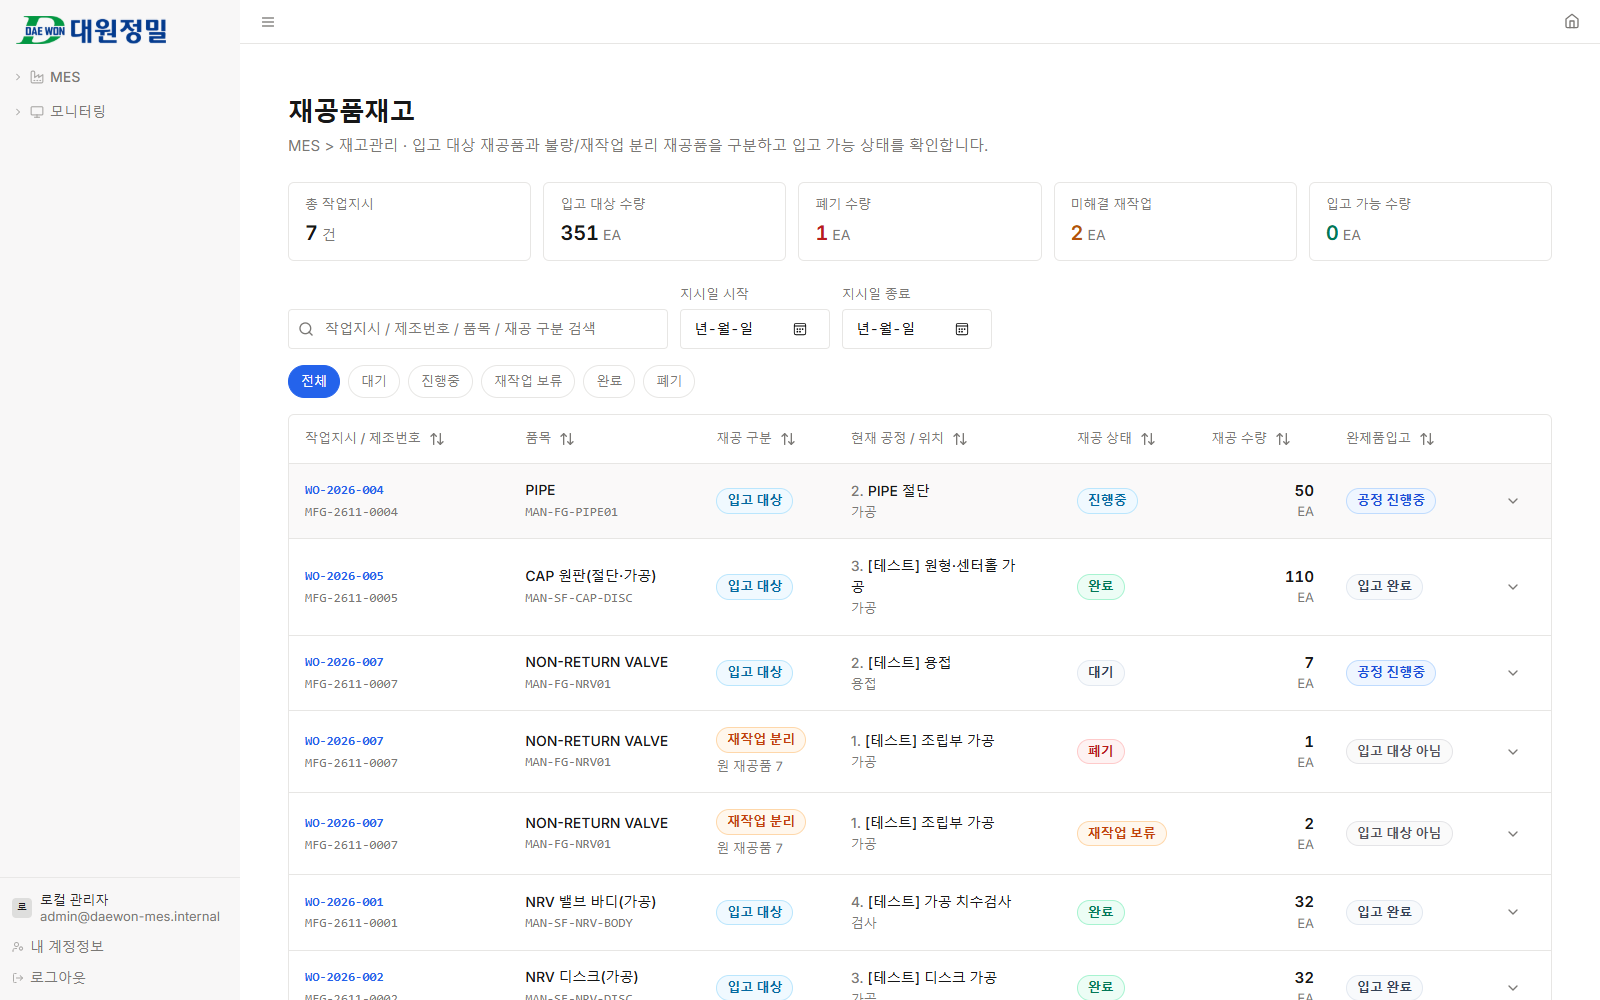 DAE WON 대원정밀
MES
모니터링
재공품재고
MES > 재고관리 · 입고 대상 재공품과 불량/재작업 분리 재공품을 구분하고 입고 가능 상태를 확인합니다.
총 작업지시
7 건
입고 대상 수량
351 EA
폐기 수량
1 EA
미해결 재작업
2 EA
입고 가능 수량
0 EA
지시일 시작
지시일 종료
작업지시 / 제조번호 / 품목 / 재공 구분 검색
년-월-일
년-월-일
전체
대기
진행중
재작업 보류
완료
폐기
작업지시 / 제조번호
품목
재공 구분
현재 공정 / 위치
재공 상태
재공 수량
완제품입고
WO-2026-004
MFG-2611-0004
PIPE
MAN-FG-PIPE01
입고 대상
2. PIPE 절단
가공
진행중
50
EA
공정 진행중
WO-2026-005
MFG-2611-0005
CAP 원판(절단·가공)
MAN-SF-CAP-DISC
입고 대상
3. [테스트] 원형·센터홀 가
공
가공
완료
110
EA
입고 완료
WO-2026-007
MFG-2611-0007
NON-RETURN VALVE
MAN-FG-NRV01
입고 대상
2. [테스트] 용접
용접
대기
7
EA
공정 진행중
WO-2026-007
MFG-2611-0007
NON-RETURN VALVE
MAN-FG-NRV01
재작업 분리
원 재공품 7
1. [테스트] 조립부 가공
가공
폐기
1
EA
입고 대상 아님
WO-2026-007
MFG-2611-0007
NON-RETURN VALVE
MAN-FG-NRV01
재작업 분리
원 재공품 7
1. [테스트] 조립부 가공
가공
재작업 보류
2
EA
입고 대상 아님
WO-2026-001
MFG-2611-0001
NRV 밸브 바디(가공)
MAN-SF-NRV-BODY
입고 대상
4. [테스트] 가공 치수검사
검사
완료
32
EA
입고 완료
WO-2026-002
MFG-2611-0002
NRV 디스크(가공)
MAN-SF-NRV-DISC
입고 대상
3. [테스트] 디스크 가공
가공
완료
32
EA
입고 완료
로
로컬 관리자
admin@daewon-mes.internal
내 계정정보
로그아웃